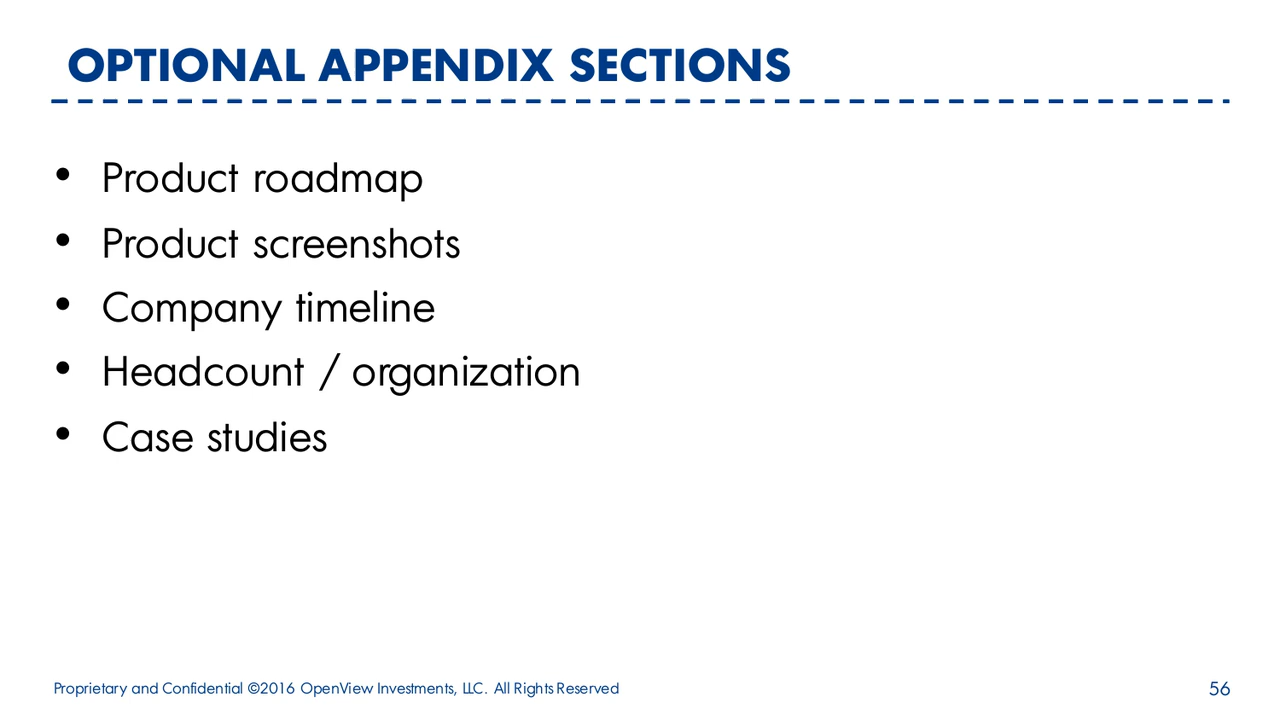 OPTIONAL APPENDIX SECTIONS
• Product roadmap
• Product screenshots
• Company timeline
• Headcount / organization
• Case studies
Proprietary and Confidential ©2016 OpenView Investments, LLC. All Rights Reserved
56